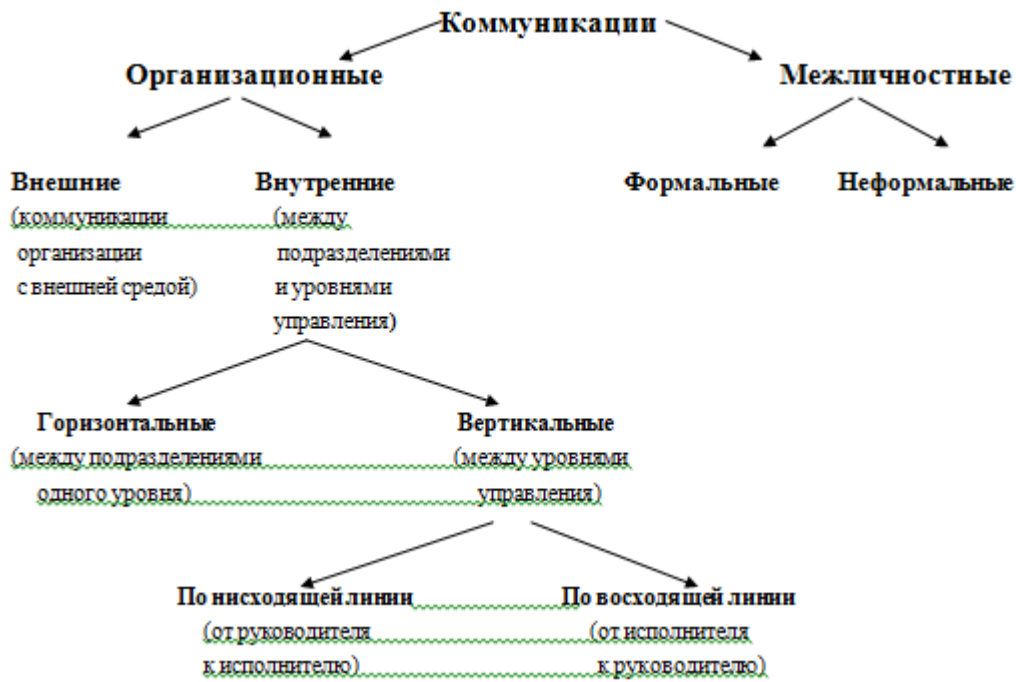 Коммуникации
Организационные Межличностные
Внешние Внутренние Формальные Неформальные
(коммуникации (между
организации подразделениями
с внешней средой) и уровнями
управления)
Горизонтальные Вертикальные
(между подразделениями (между уровнями
одного уровня) управления)
По нисходящей линии По восходящей линии
(от руководителя (от исполнителя
к исполнителю) к руководителю)